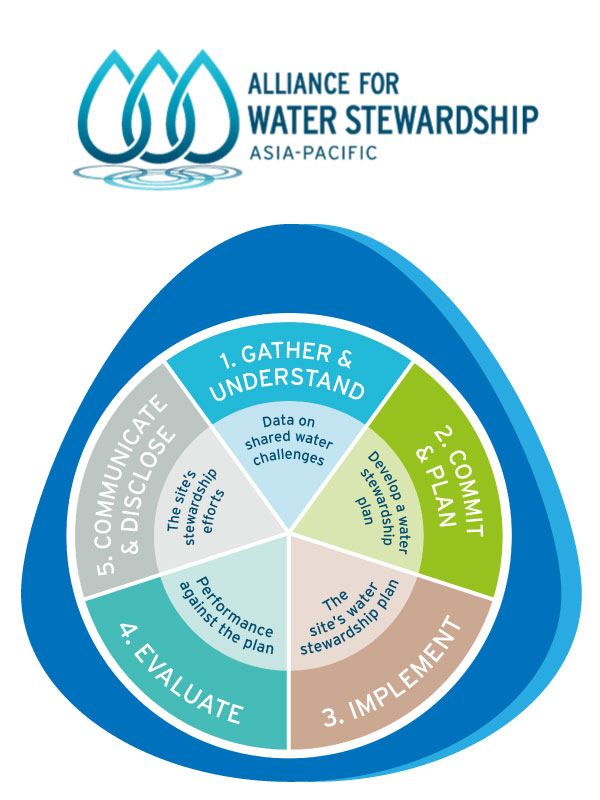 ALLIANCE FOR
WATER STEWARDSHIP
ASIA-PACIFIC
1. GATHER &
UNDERSTAND
Data on
shared water
challenges
2. COMMIT
& PLAN
Develop a water
stewardship
plan
3. IMPLEMENT
The
site's water
stewardship plan
4. EVALUATE
Performance
against the plan
5. COMMUNICATE
& DISCLOSE
The site's
stewardship
efforts